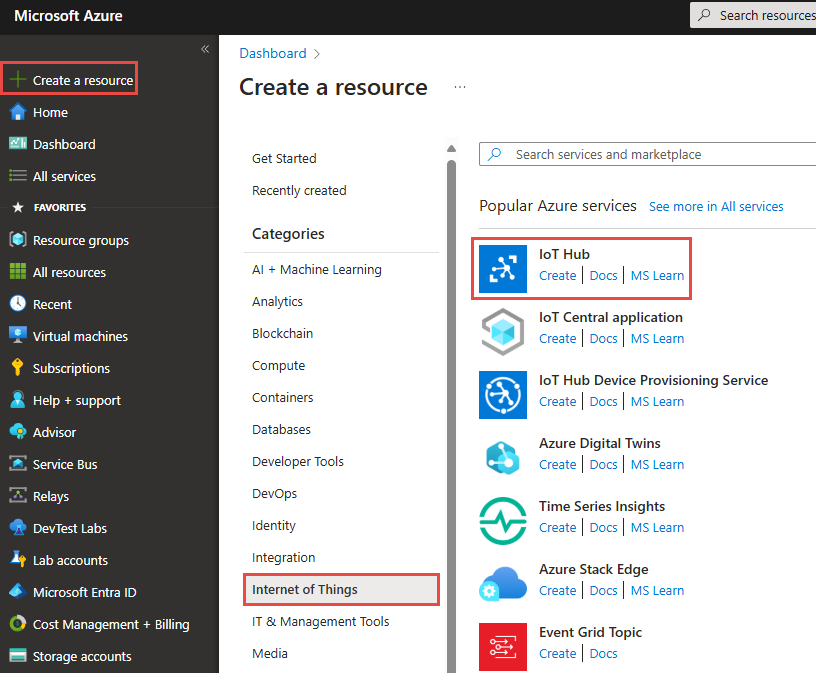 Microsoft Azure
Search resources
«
Create a resource
Home
Dashboard
All services
FAVORITES
Resource groups
All resources
Recent
Virtual machines
Subscriptions
Help + support
Advisor
Service Bus
Relays
DevTest Labs
Lab accounts
Microsoft Entra ID
Cost Management + Billing
Storage accounts
Dashboard >
Create a resource ...
Get Started
Recently created
Categories
AI + Machine Learning
Analytics
Blockchain
Compute
Containers
Databases
Developer Tools
DevOps
Identity
Integration
Internet of Things
IT & Management Tools
Media
Search services and marketplace
Popular Azure services See more in All services
IoT Hub
Create | Docs | MS Learn
IoT Central application
Create | Docs | MS Learn
IoT Hub Device Provisioning Service
Create | Docs | MS Learn
Azure Digital Twins
Create | Docs | MS Learn
Time Series Insights
Create | Docs | MS Learn
Azure Stack Edge
Create | Docs | MS Learn
Event Grid Topic
Create | Docs